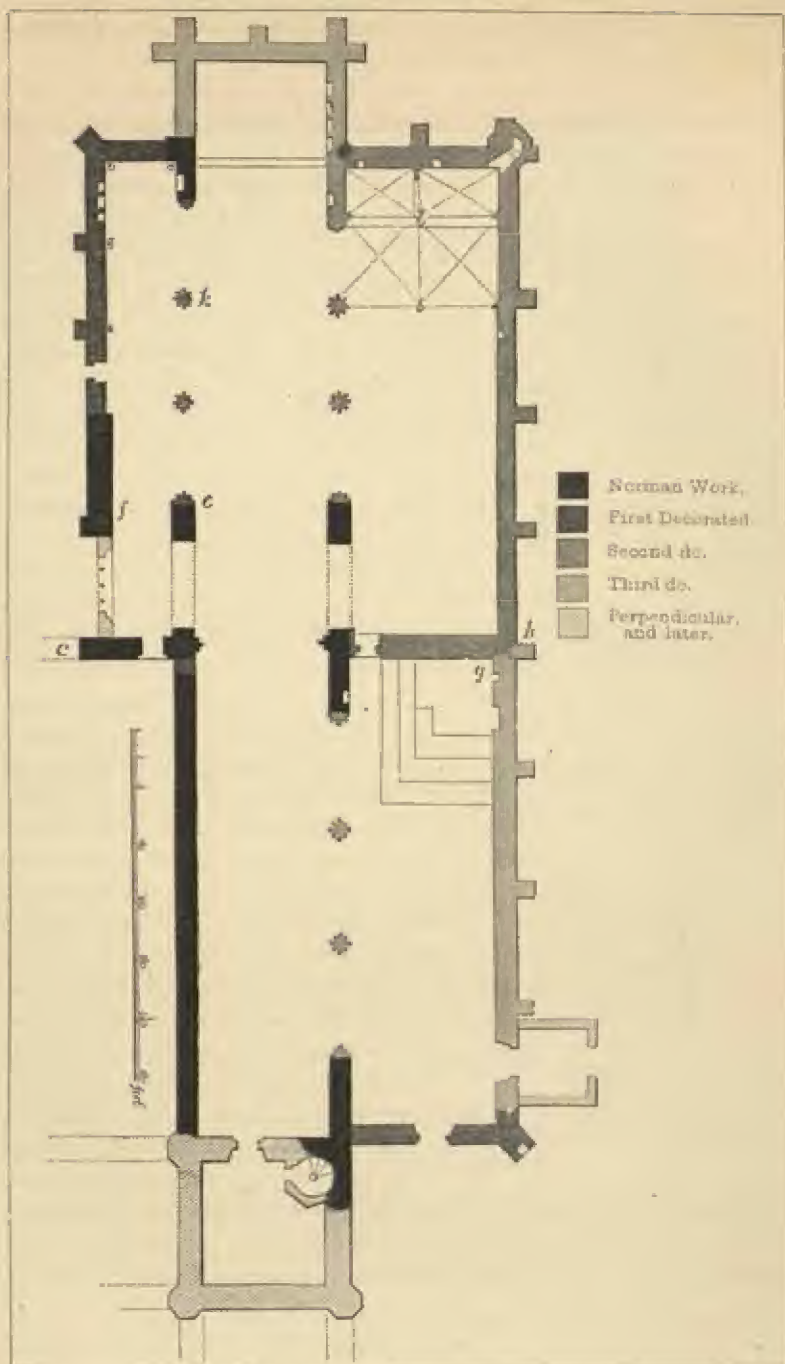 k
c
f
Norman Work.
First Decorated
Second do.
Third do.
Perpendicular,
and later.
c
h
g
feet